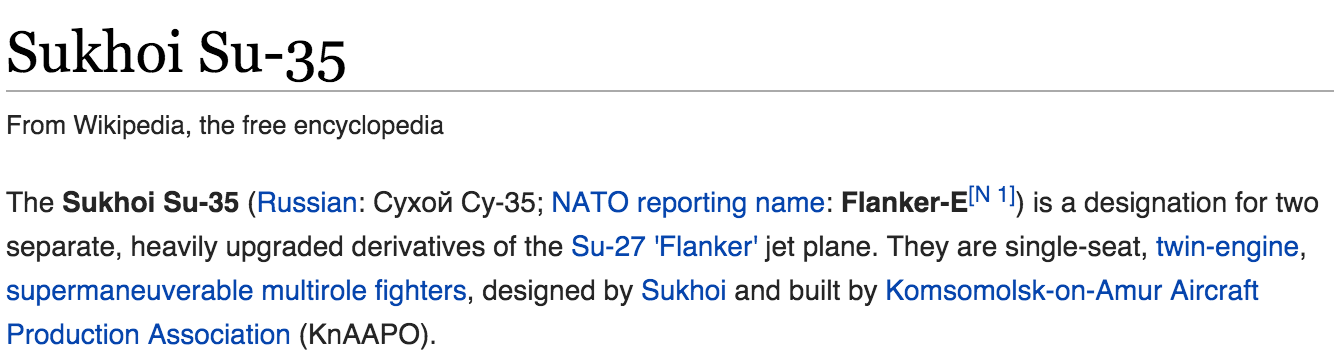 Sukhoi Su-35
From Wikipedia, the free encyclopedia
The Sukhoi Su-35 (Russian: Сухой Су-35; NATO reporting name: Flanker-E[N 1]) is a designation for two
separate, heavily upgraded derivatives of the Su-27 'Flanker' jet plane. They are single-seat, twin-engine,
supermaneuverable multirole fighters, designed by Sukhoi and built by Komsomolsk-on-Amur Aircraft
Production Association (KnAAPO).